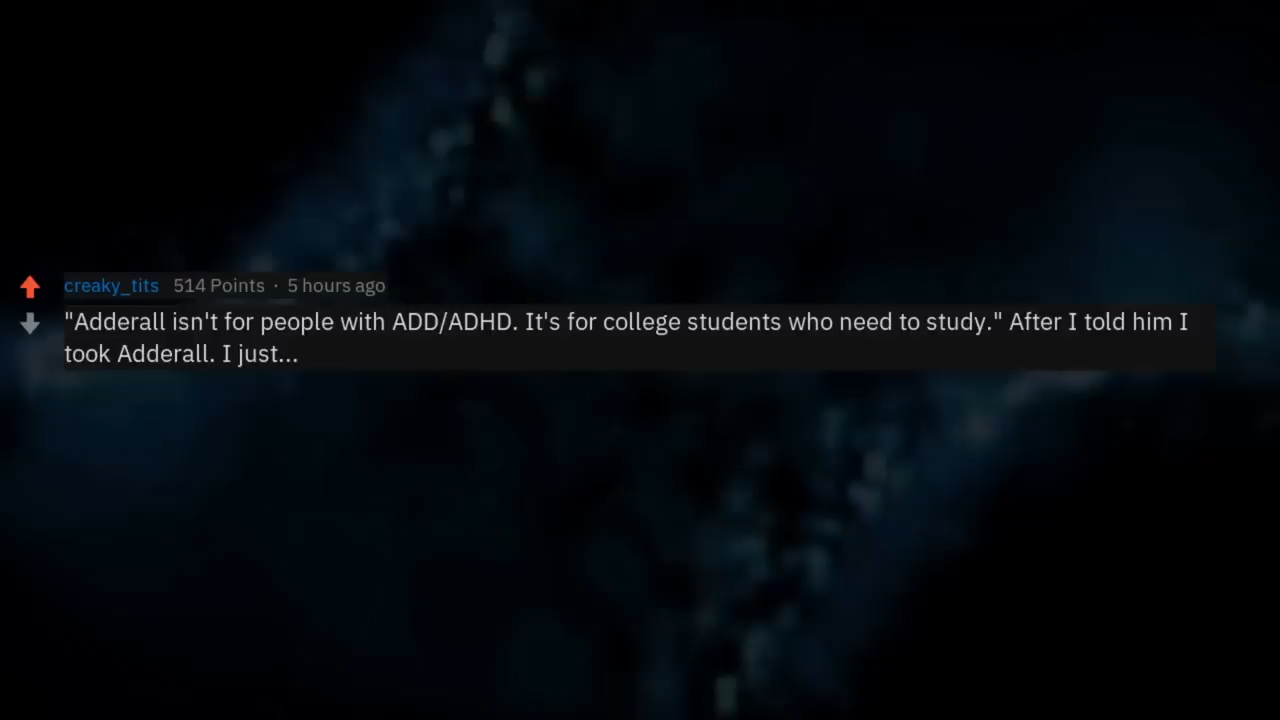 creaky_tits 514 Points · 5 hours ago
"Adderall isn't for people with ADD/ADHD. It's for college students who need to study." After I told him I
took Adderall. I just...